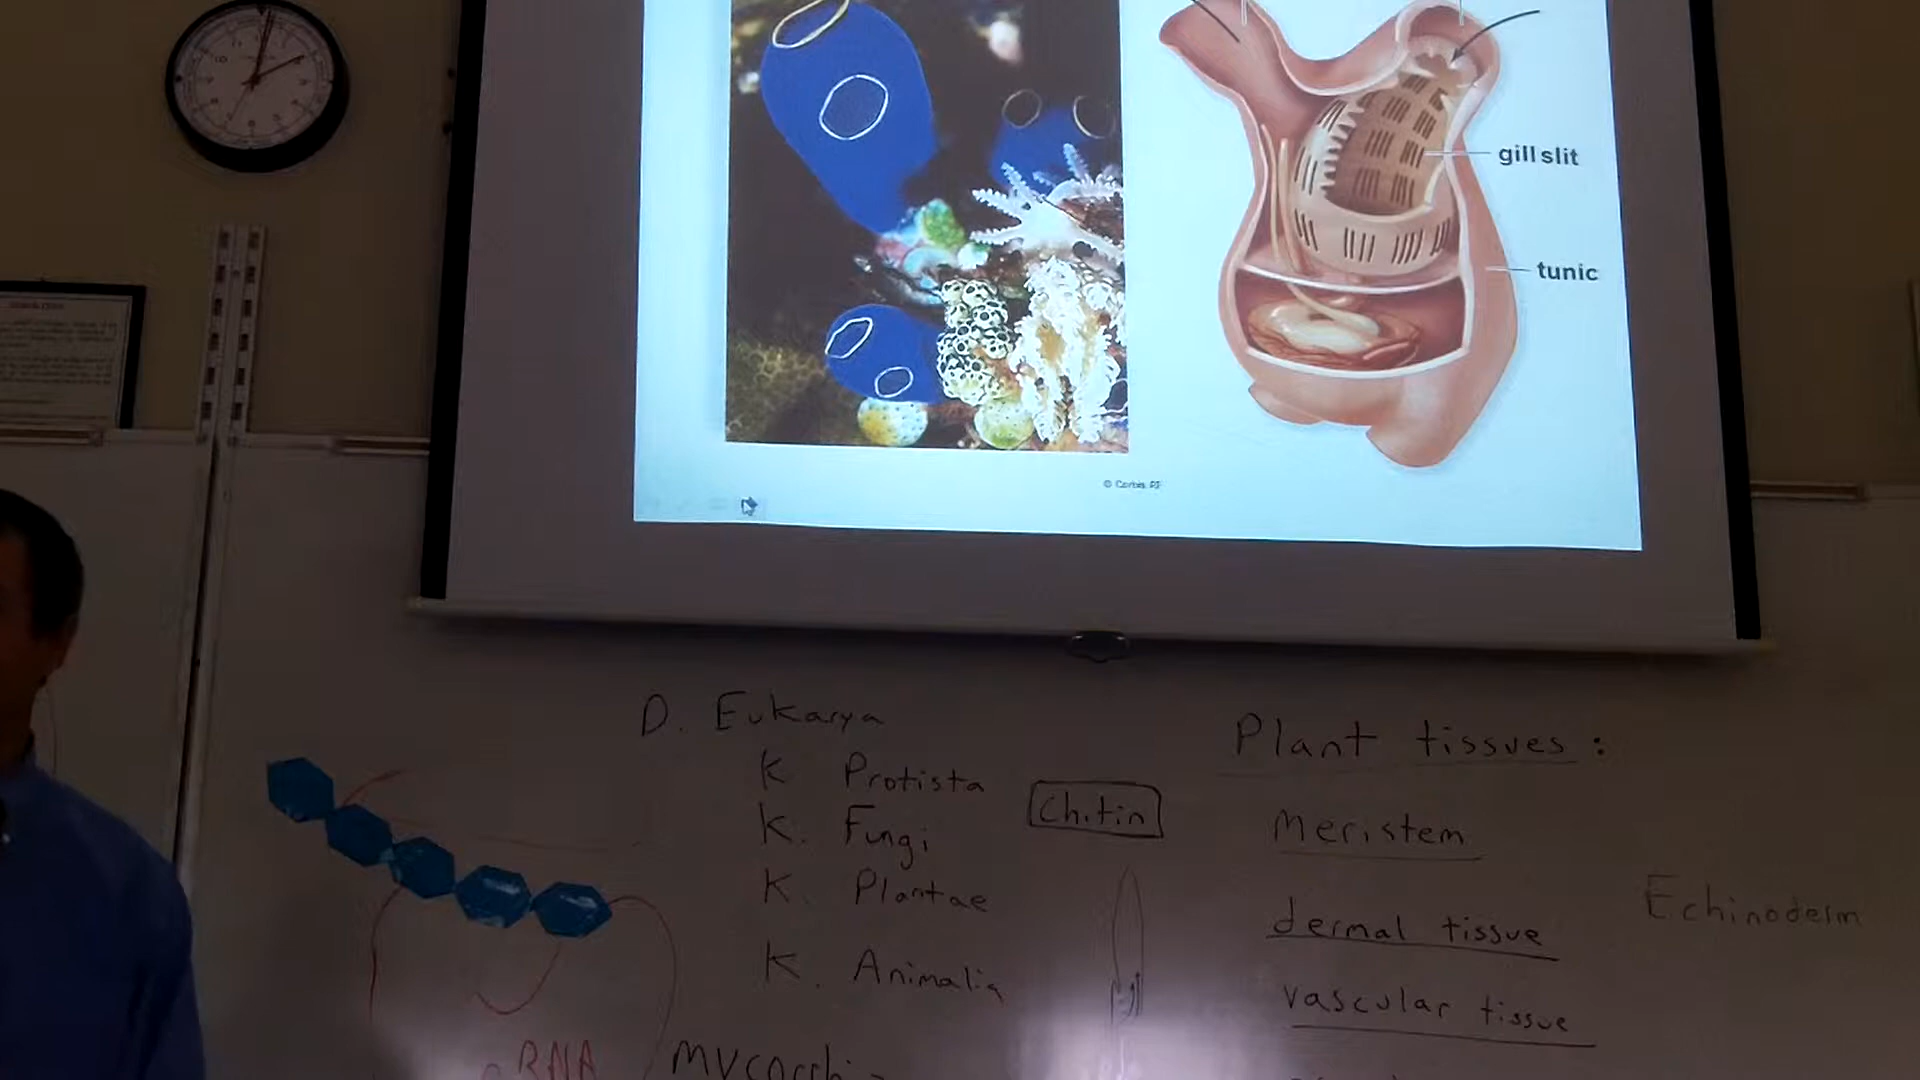 gill slit
tunic
© Corbis RF
D. Eukarya
K Protista
K. Fungi
K. Plantae
K. Animalia
Chitin
Plant tissues:
Meristem
dermal tissue
vascular tissue
Echinoderm
RNA